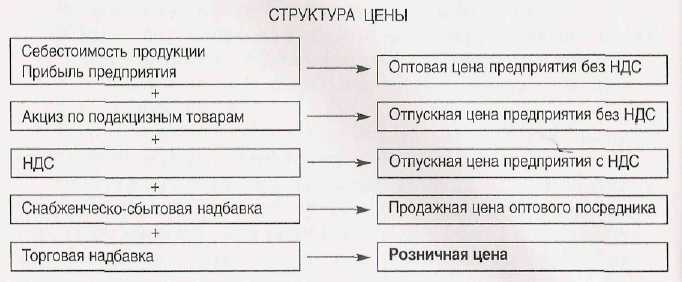 СТРУКТУРА ЦЕНЫ
Себестоимость продукции
Прибыль предприятия
Оптовая цена предприятия без НДС
+
Акциз по подакцизным товарам
Отпускная цена предприятия без НДС
+
НДС
Отпускная цена предприятия с НДС
+
Снабженческо-сбытовая надбавка
Продажная цена оптового посредника
+
Торговая надбавка
Розничная цена